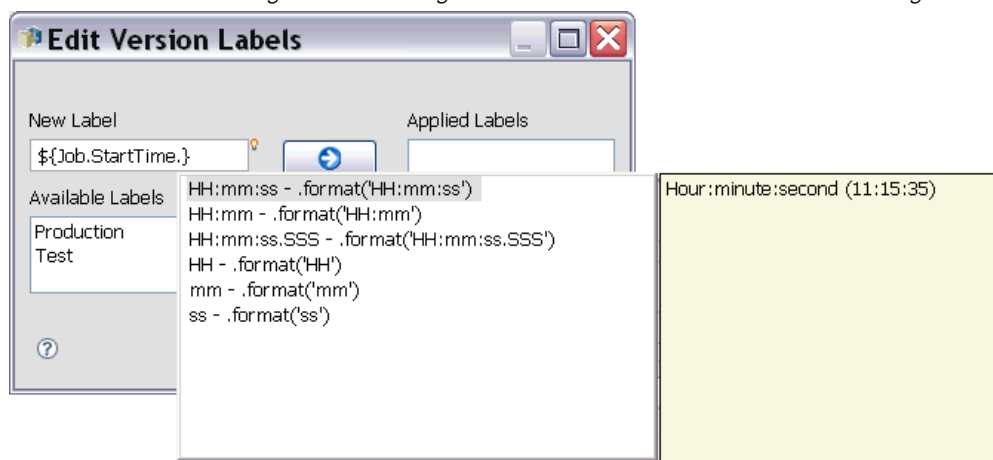 Edit Version Labels
New Label
Applied Labels
${Job.StartTime.}
Available Labels
Production
Test
HH:mm:ss - .format('HH:mm:ss')
HH:mm - .format('HH:mm')
HH:mm:ss.SSS - .format('HH:mm:ss.SSS')
HH - .format('HH')
mm - .format('mm')
ss - .format('ss')
Hour:minute:second (11:15:35)